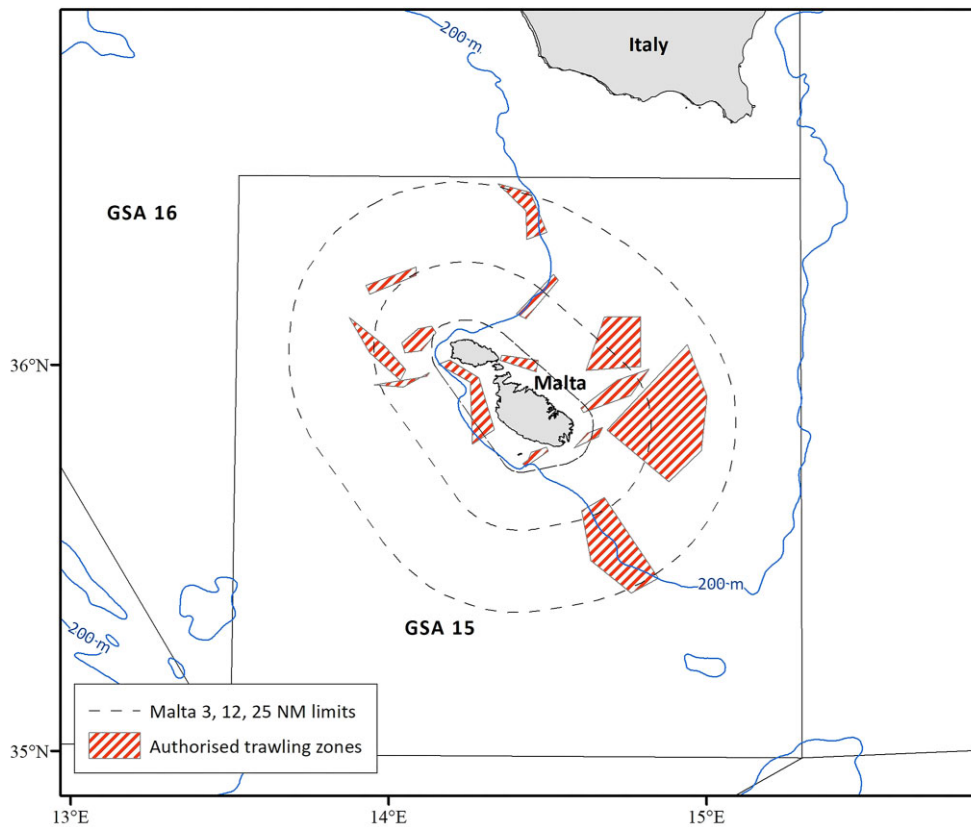 200-m
Italy
GSA 16
36°N
Malta
200-m
GSA 15
200-m
Malta 3, 12, 25 NM limits
Authorised trawling zones
35°N
13°E
14°E
15°E